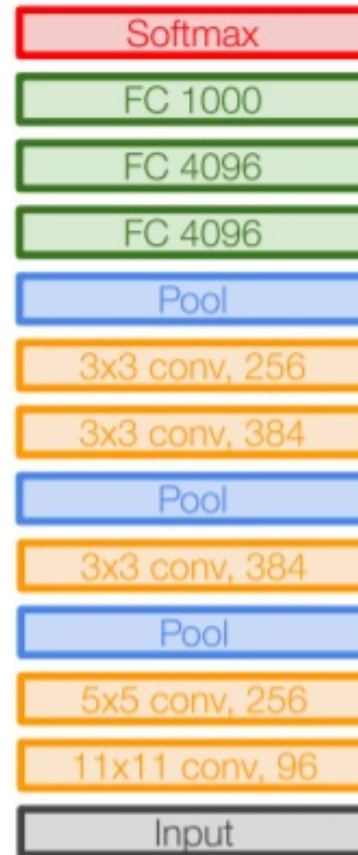 Softmax
FC 1000
FC 4096
FC 4096
Pool
3x3 conv, 256
3x3 conv, 384
Pool
3x3 conv, 384
Pool
5x5 conv, 256
11x11 conv, 96
Input